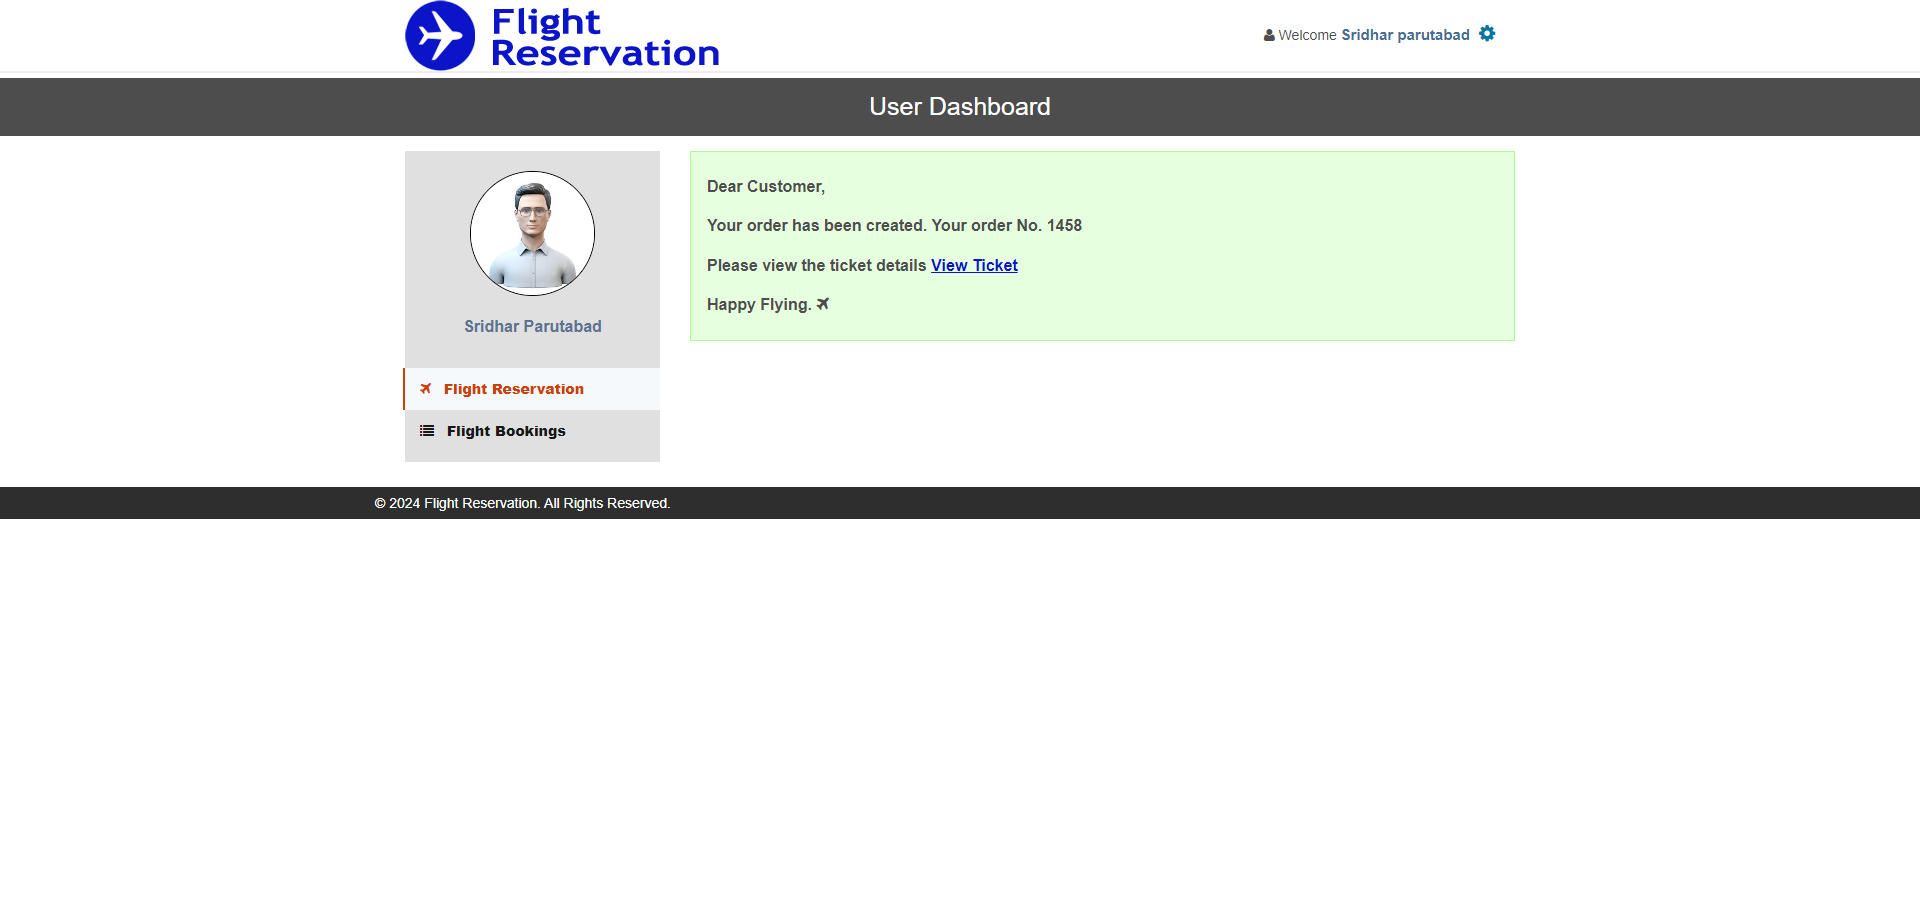 Flight
Reservation
Welcome Sridhar parutabad
User Dashboard
Sridhar Parutabad
Flight Reservation
Flight Bookings
Dear Customer,
Your order has been created. Your order No. 1458
Please view the ticket details View Ticket
Happy Flying.
© 2024 Flight Reservation. All Rights Reserved.